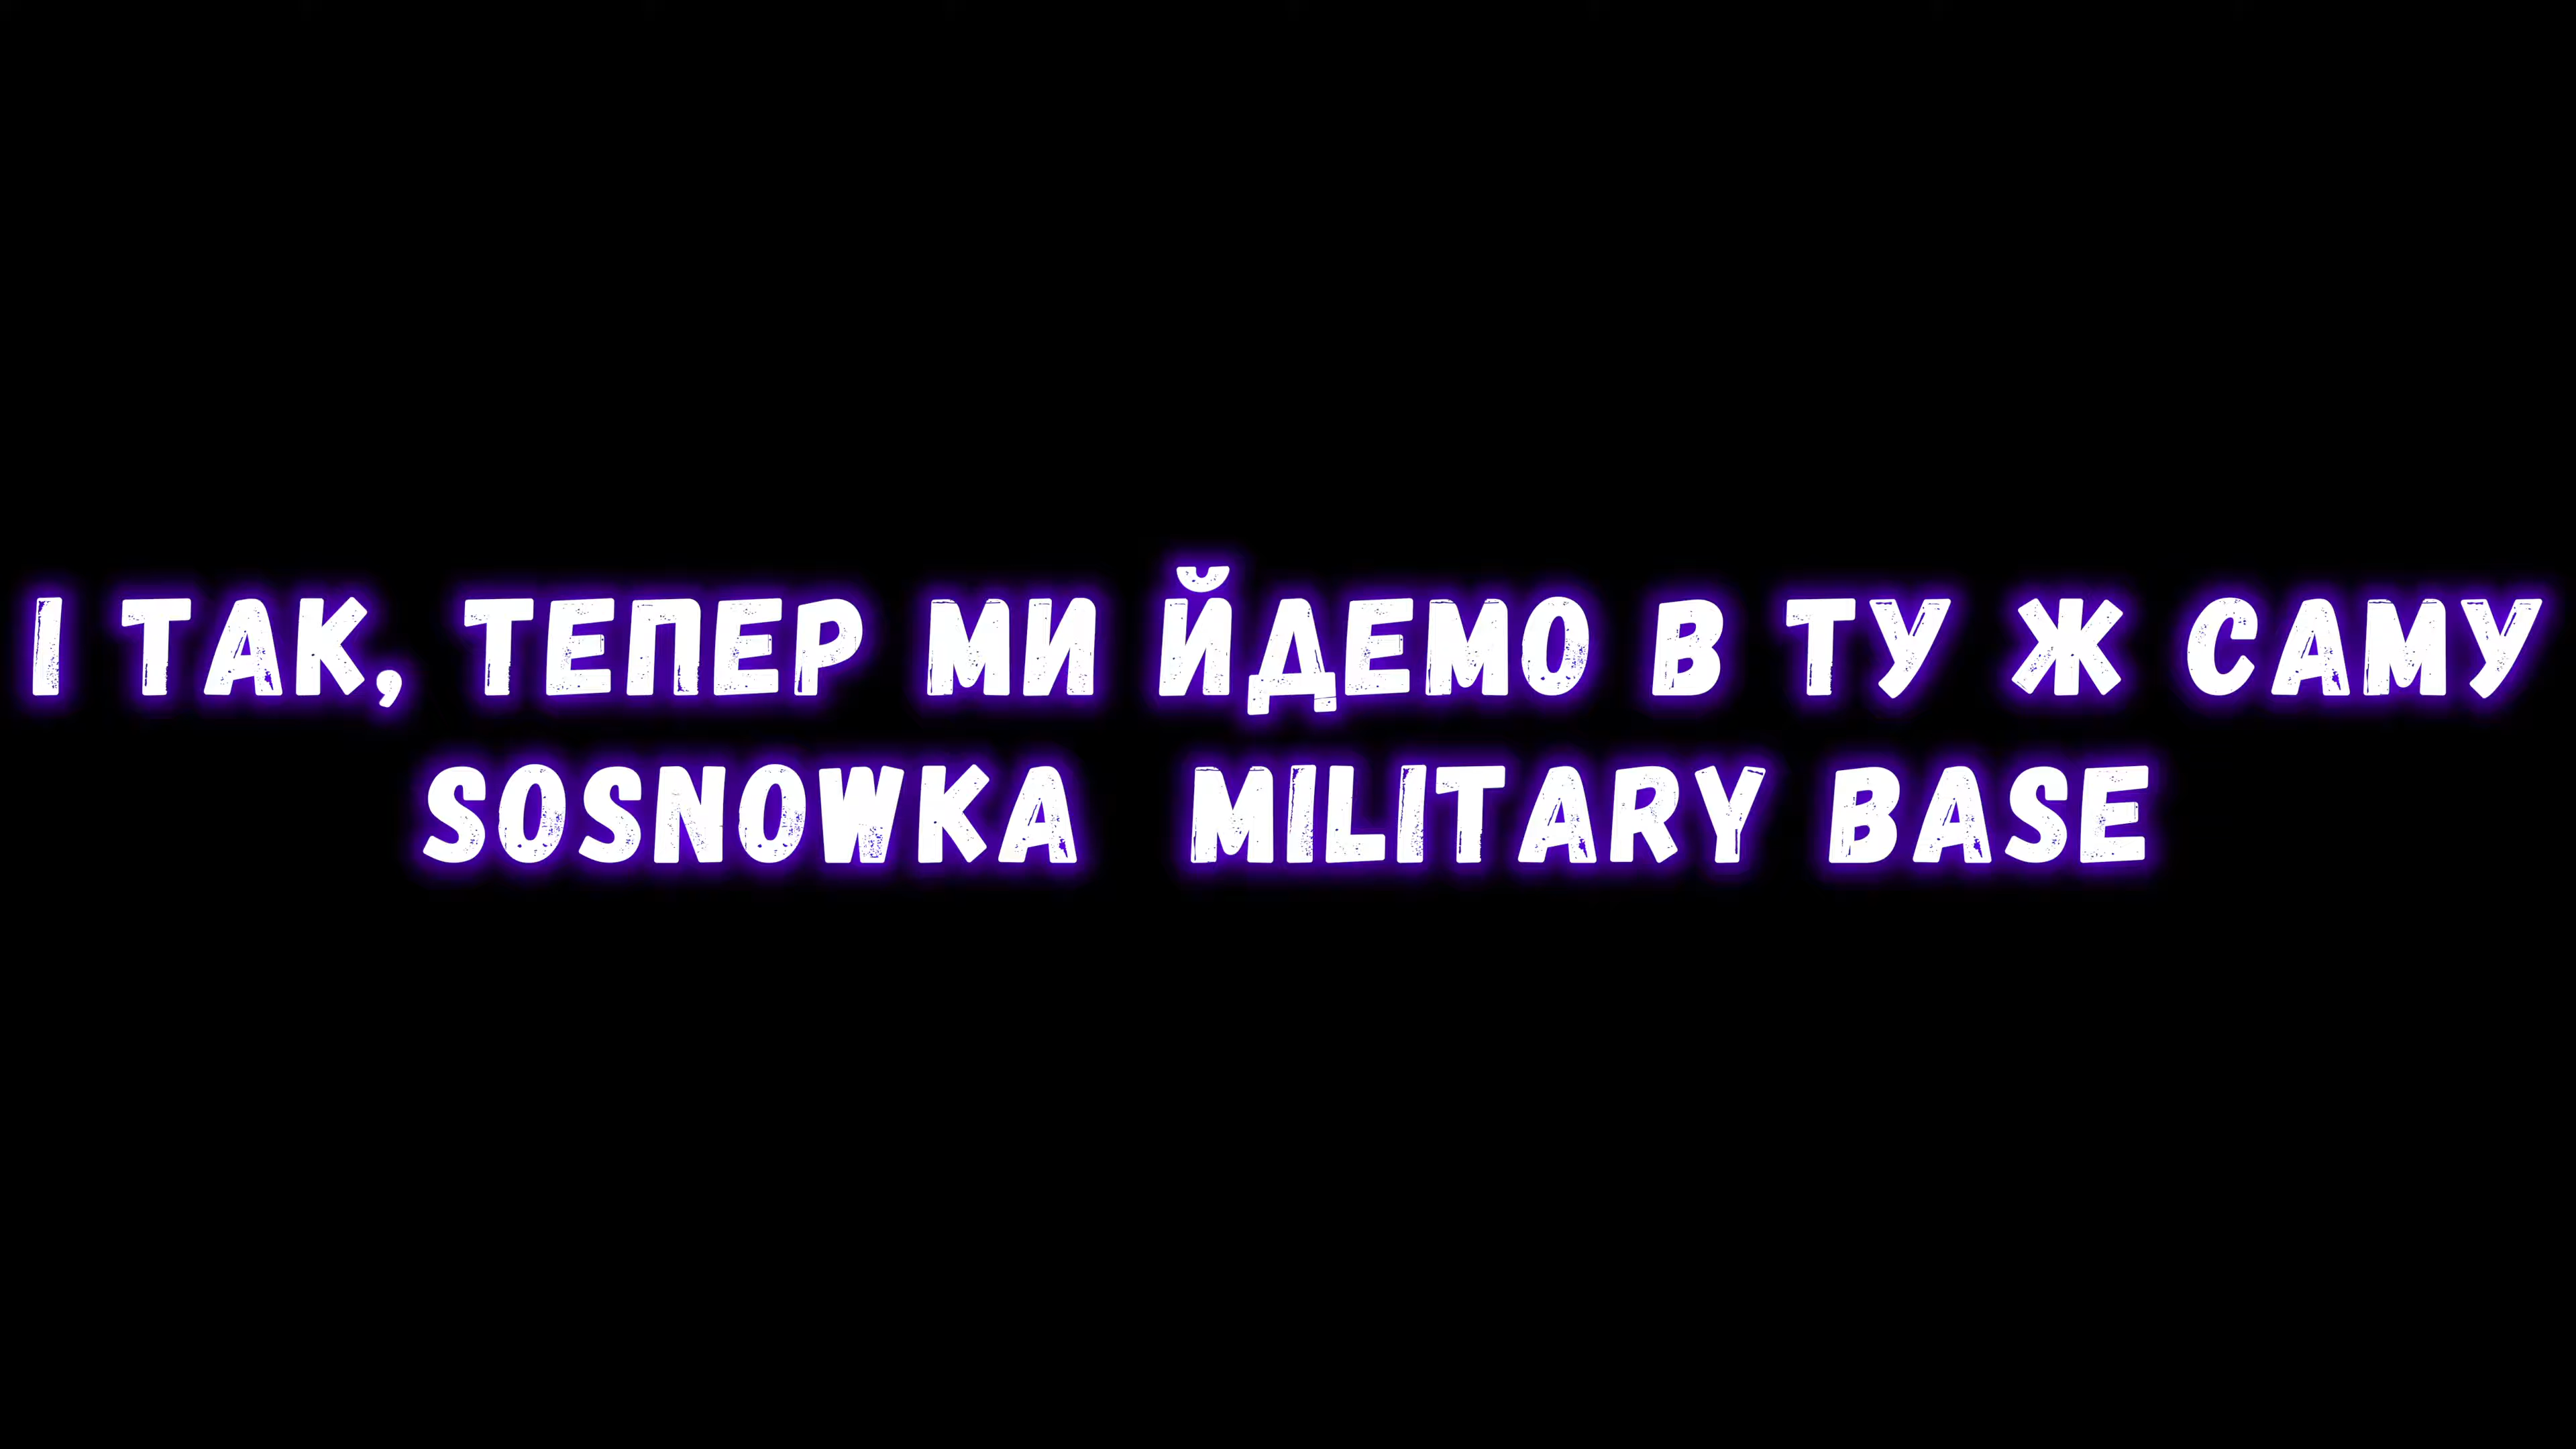 І ТАК, ТЕПЕР МИ ЙДЕМО В ТУ Ж САМУ
SOSNOWKA  MILITARY BASE